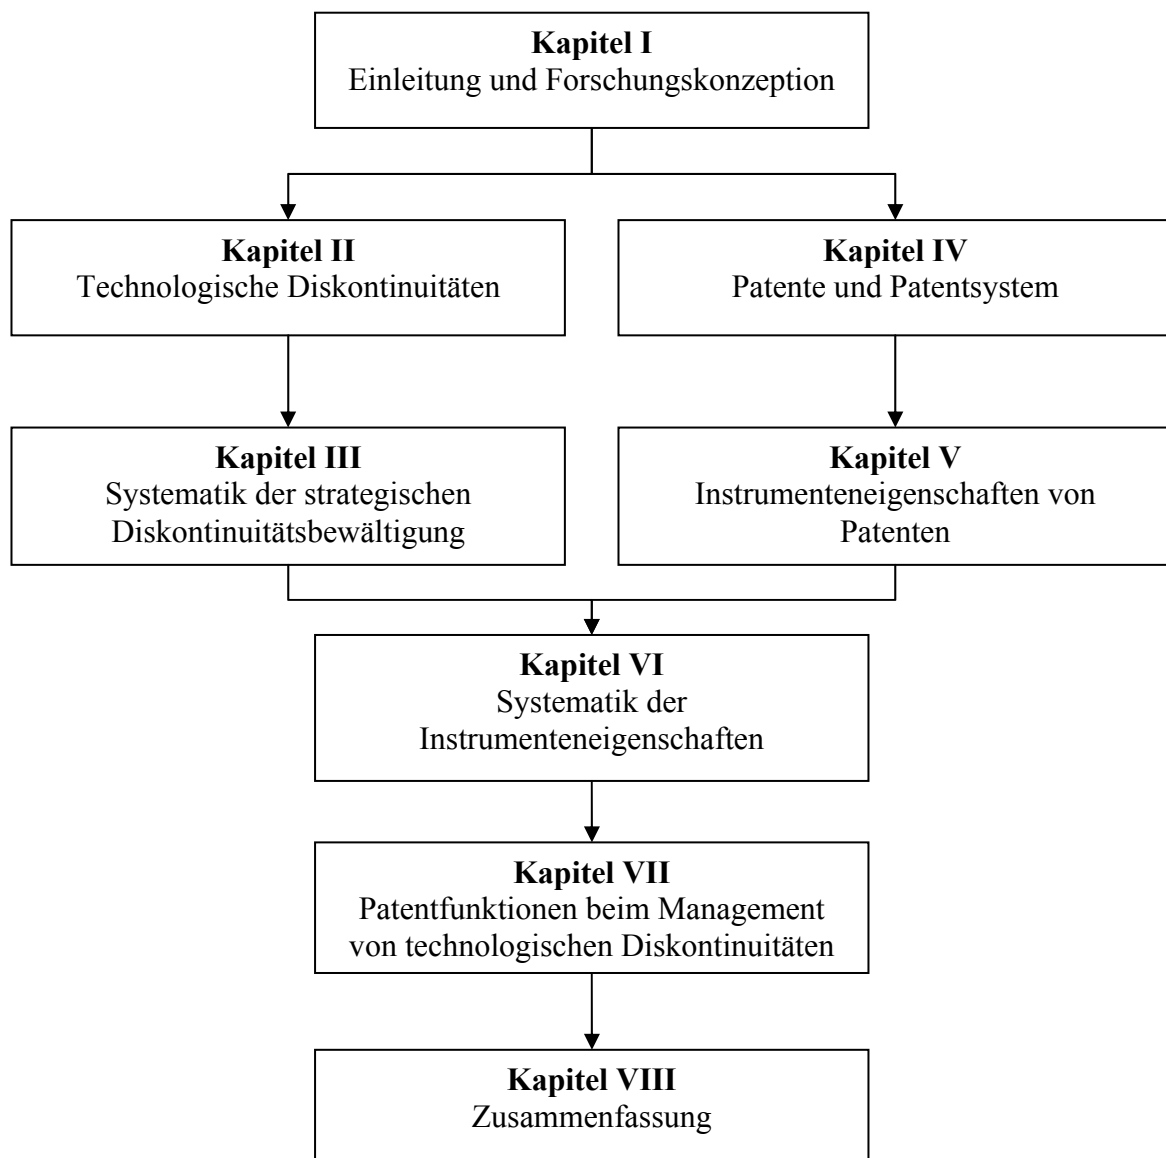 Kapitel I
Einleitung und Forschungskonzeption
Kapitel II
Technologische Diskontinuitäten
Kapitel IV
Patente und Patentsystem
Kapitel III
Systematik der strategischen
Diskontinuitätsbewältigung
Kapitel V
Instrumenteneigenschaften von
Patenten
Kapitel VI
Systematik der
Instrumenteneigenschaften
Kapitel VII
Patentfunktionen beim Management
von technologischen Diskontinuitäten
Kapitel VIII
Zusammenfassung